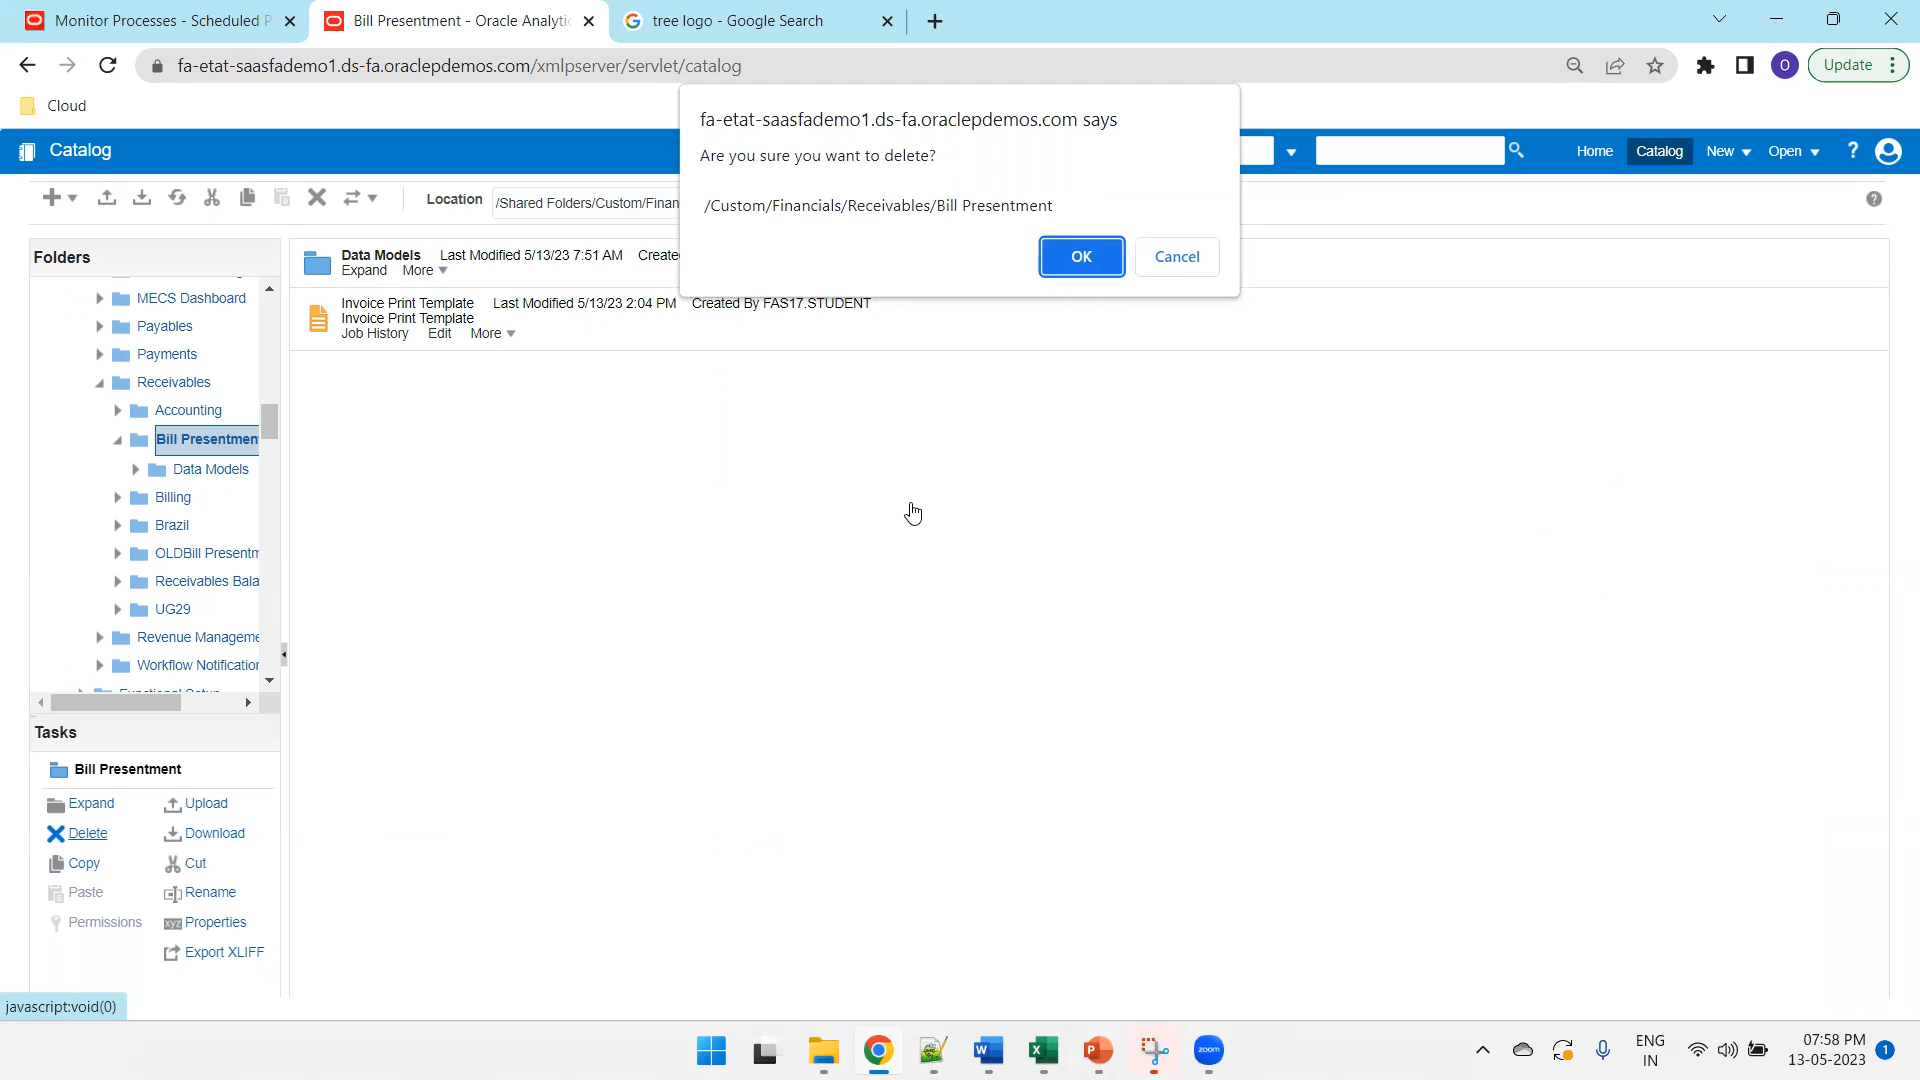 Monitor Processes - Scheduled P
Bill Presentment - Oracle Analytic
tree logo - Google Search
fa-etat-saasfademo1.ds-fa.oraclepdemos.com/xmlpserver/servlet/catalog
O
Update
Cloud
fa-etat-saasfademo1.ds-fa.oraclepdemos.com says
Are you sure you want to delete?
/Custom/Financials/Receivables/Bill Presentment
OK
Cancel
Catalog
Home
Catalog
New
Open
?
Location
/Shared Folders/Custom/Finan
?
Folders
MECS Dashboard
Payables
Payments
Receivables
Accounting
Bill Presentmen
Data Models
Billing
Brazil
OLDBill Presentm
Receivables Bala
UG29
Revenue Manageme
Workflow Notification
Data Models Last Modified 5/13/23 7:51 AM Create
Expand More
Invoice Print Template Last Modified 5/13/23 2:04 PM Created By FAS17.STUDENT
Invoice Print Template
Job History Edit More
Tasks
Bill Presentment
Expand Upload
Delete Download
Copy Cut
Paste Rename
Permissions Properties
Export XLIFF
javascript:void(0)
zoom
ENG
IN
07:58 PM
13-05-2023
1